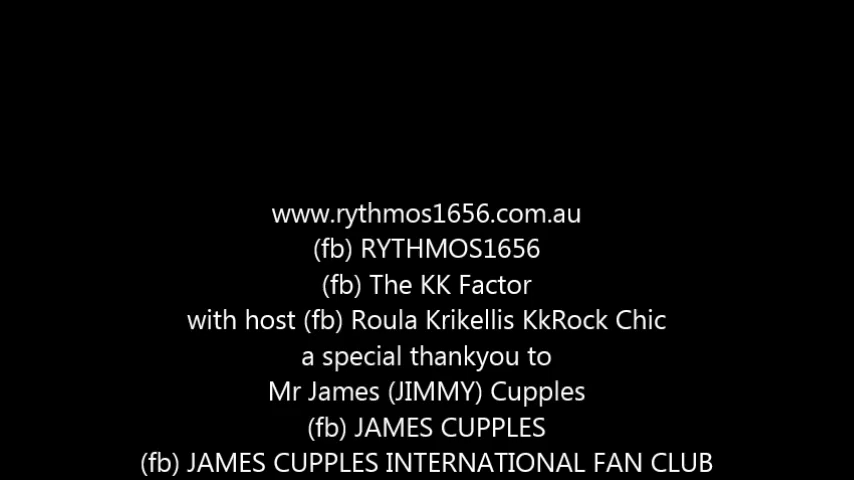 www.rythmos1656.com.au
(fb) RYTHMOS1656
(fb) The KK Factor
with host (fb) Roula Krikellis KkRock Chic
a special thankyou to
Mr James (JIMMY) Cupples
(fb) JAMES CUPPLES
(fb) JAMES CUPPLES INTERNATIONAL FAN CLUB